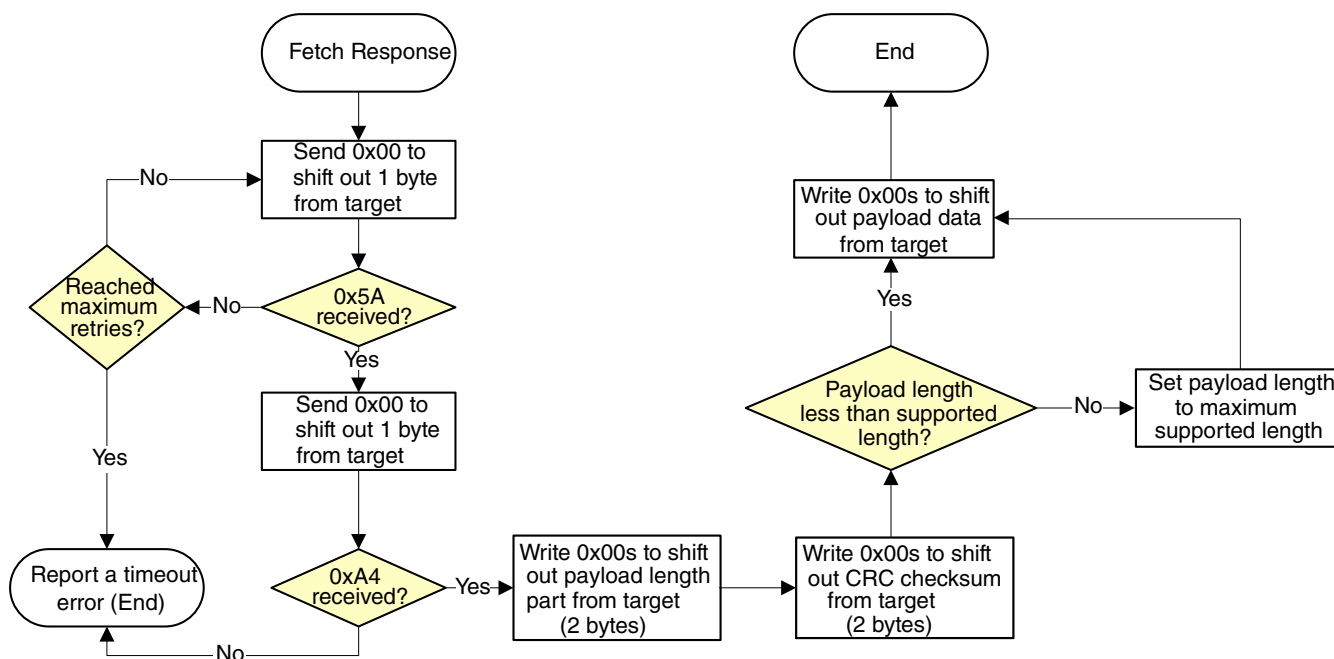 Fetch Response
Send 0x00 to
shift out 1 byte
from target
No
Reached
maximum
retries?
No
0x5A
received?
Yes
Send 0x00 to
shift out 1 byte
from target
Yes
Report a timeout
error (End)
0xA4
received?
No
Yes
Write 0x00s to shift
out payload length
part from target
(2 bytes)
Write 0x00s to shift
out CRC checksum
from target
(2 bytes)
Payload length
less than supported
length?
No
Set payload length
to maximum
supported length
Yes
Write 0x00s to shift
out payload data
from target
End